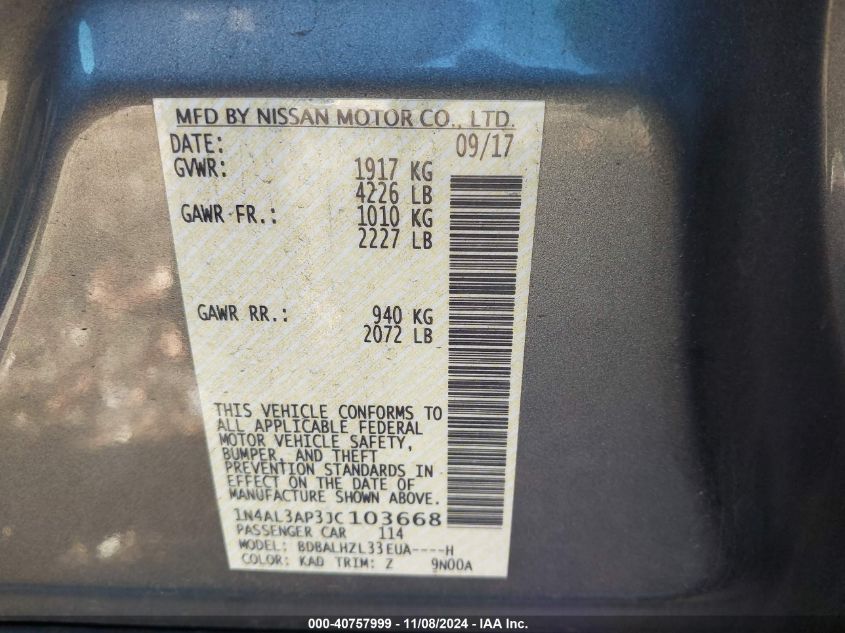 MFD BY NISSAN MOTOR CO., LTD.
DATE: 09/17
GVWR: 1917 KG
4226 LB
GAWR FR.: 1010 KG
2227 LB
GAWR RR.: 940 KG
2072 LB
THIS VEHICLE CONFORMS TO
ALL APPLICABLE FEDERAL
MOTOR VEHICLE SAFETY,
BUMPER, AND THEFT
PREVENTION STANDARDS IN
EFFECT ON THE DATE OF
MANUFACTURE SHOWN ABOVE.
1N4AL3AP3JC103668
PASSENGER CAR 114
MODEL: BDBALHZL33EUA----H
COLOR: KAD TRIM: Z 9N00A
000-40757999 - 11/08/2024 - IAA Inc.